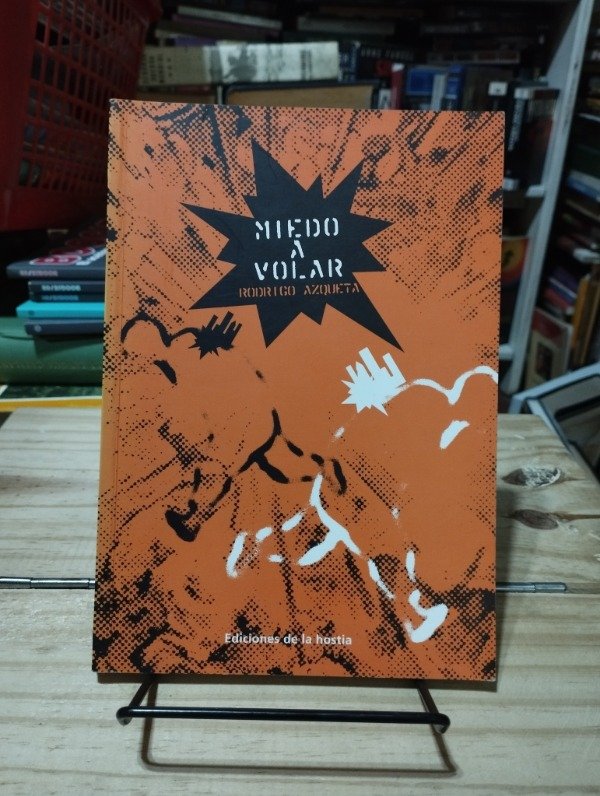 MIEDO
A
VOLAR
RODRIGO AZQUETA
Ediciones de la hostia